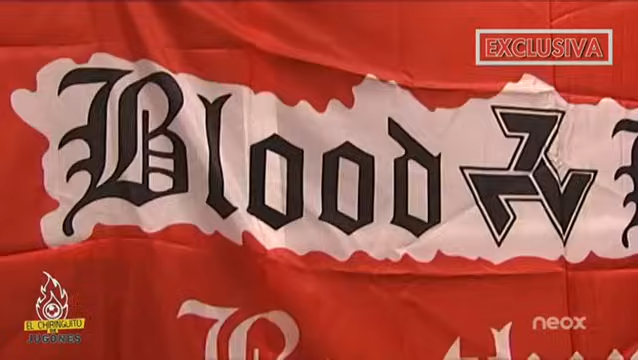 EXCLUSIVA
Blood
EL CHIRINGUITO
DE
JUGONES
neox